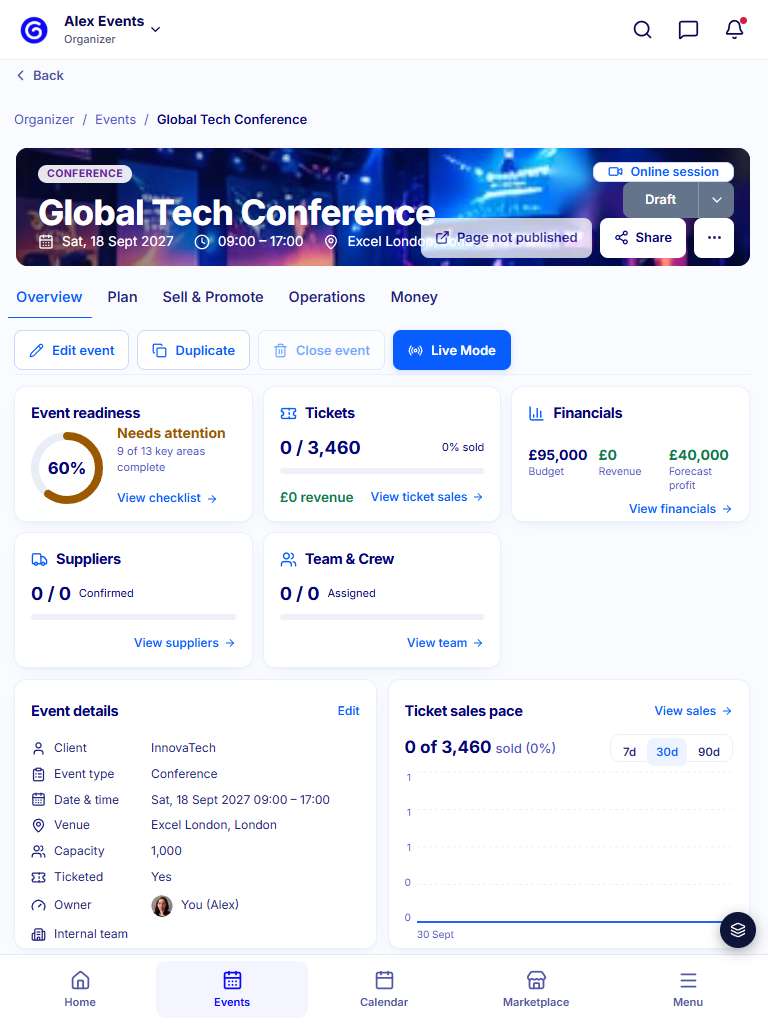 Alex Events
Organizer
Back
Organizer / Events / Global Tech Conference
CONFERENCE
Online session
Global Tech Conference
Draft
Sat, 18 Sept 2027 09:00 – 17:00 Excel London
Page not published
Share
Overview Plan Sell & Promote Operations Money
Edit event Duplicate Close event Live Mode
Event readiness
60%
Needs attention
9 of 13 key areas
complete
View checklist
Tickets
0 / 3,460 0% sold
£0 revenue View ticket sales
Financials
£95,000 £0 £40,000
Budget Revenue Forecast
profit
View financials
Suppliers
0 / 0 Confirmed
View suppliers
Team & Crew
0 / 0 Assigned
View team
Event details Edit
Client InnovaTech
Event type Conference
Date & time Sat, 18 Sept 2027 09:00 – 17:00
Venue Excel London, London
Capacity 1,000
Ticketed Yes
Owner You (Alex)
Internal team
Ticket sales pace View sales
0 of 3,460 sold (0%)
7d 30d 90d
1
1
1
0
0
30 Sept
Home Events Calendar Marketplace Menu